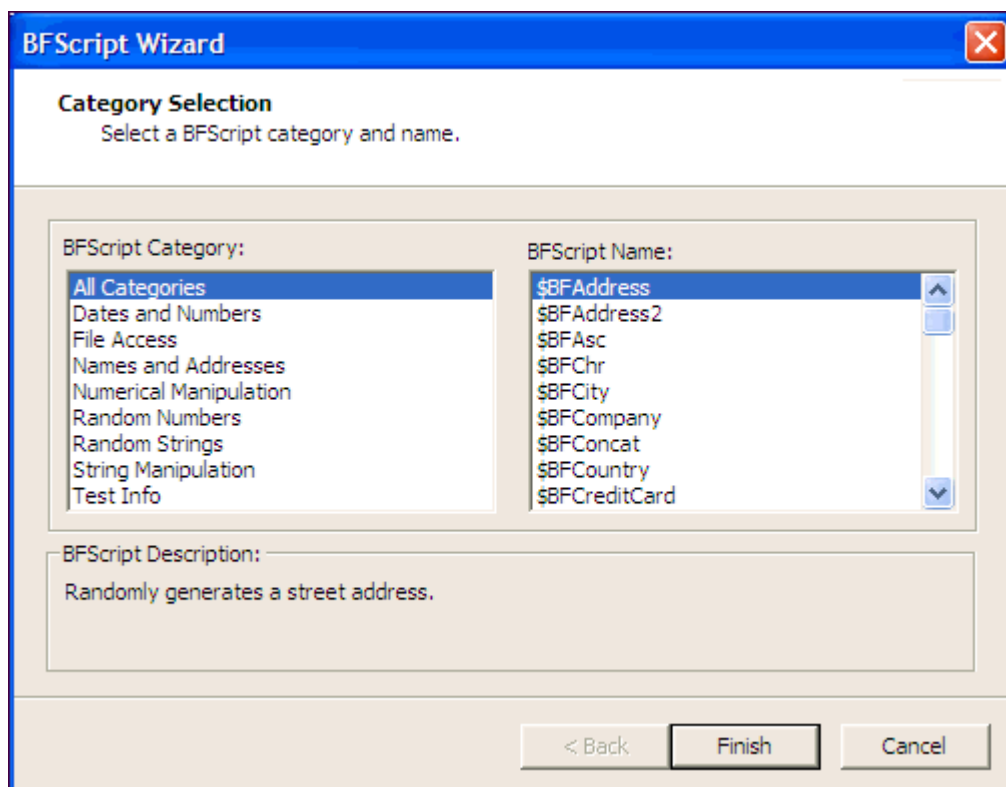 BFScript Wizard
Category Selection
Select a BFScript category and name.
BFScript Category:
All Categories
Dates and Numbers
File Access
Names and Addresses
Numerical Manipulation
Random Numbers
Random Strings
String Manipulation
Test Info
BFScript Name:
$BFAddress
$BFAddress2
$BFAsc
$BFChr
$BFCity
$BFCompany
$BFConcat
$BFCountry
$BFCreditCard
BFScript Description:
Randomly generates a street address.
< Back
Finish
Cancel